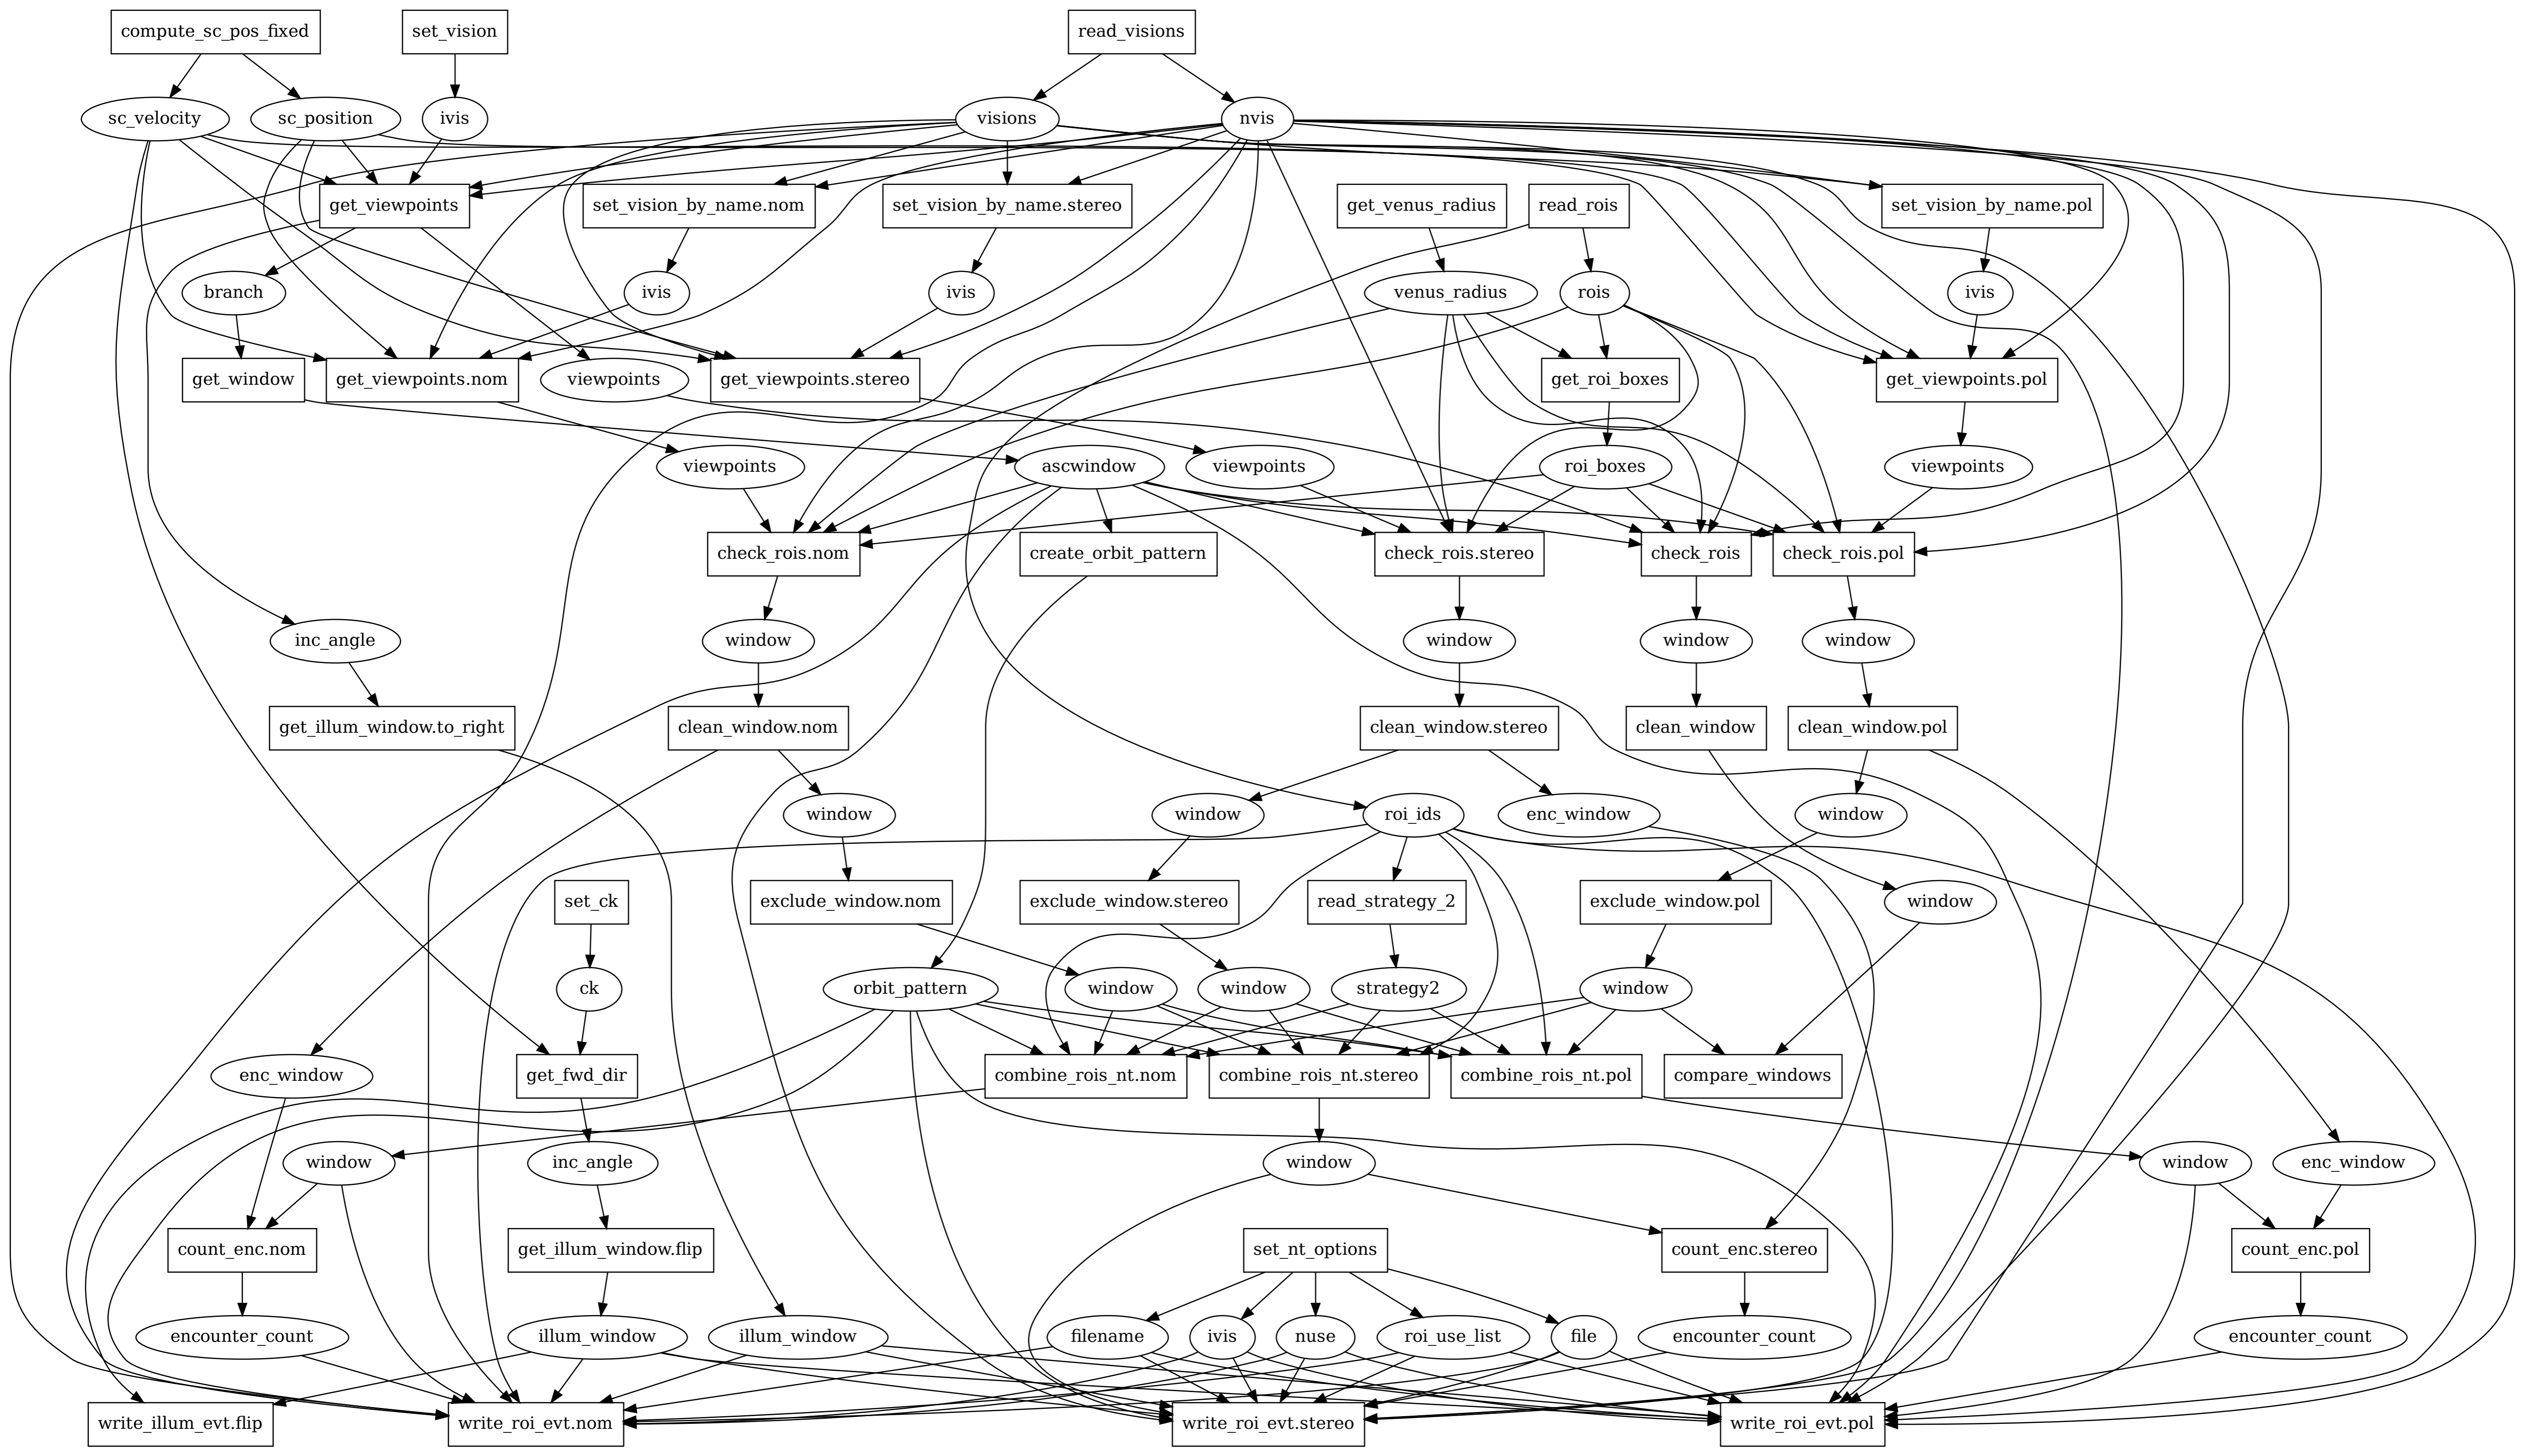 compute_sc_pos_fixed
set_vision
read_visions
sc_velocity
sc_position
ivis
visions
nvis
get_viewpoints
set_vision_by_name.nom
set_vision_by_name.stereo
get_venus_radius
read_rois
set_vision_by_name.pol
branch
ivis
ivis
venus_radius
rois
ivis
get_window
get_viewpoints.nom
viewpoints
get_viewpoints.stereo
get_roi_boxes
get_viewpoints.pol
viewpoints
ascwindow
viewpoints
roi_boxes
viewpoints
check_rois.nom
create_orbit_pattern
check_rois.stereo
check_rois
check_rois.pol
inc_angle
window
window
window
window
get_illum_window.to_right
clean_window.nom
clean_window.stereo
clean_window
clean_window.pol
window
window
roi_ids
enc_window
window
set_ck
exclude_window.nom
exclude_window.stereo
read_strategy_2
exclude_window.pol
window
ck
orbit_pattern
window
window
strategy2
window
enc_window
get_fwd_dir
combine_rois_nt.nom
combine_rois_nt.stereo
combine_rois_nt.pol
compare_windows
window
inc_angle
window
window
enc_window
count_enc.nom
get_illum_window.flip
set_nt_options
count_enc.stereo
count_enc.pol
encounter_count
illum_window
illum_window
filename
ivis
nuse
roi_use_list
file
encounter_count
encounter_count
write_illum_evt.flip
write_roi_evt.nom
write_roi_evt.stereo
write_roi_evt.pol